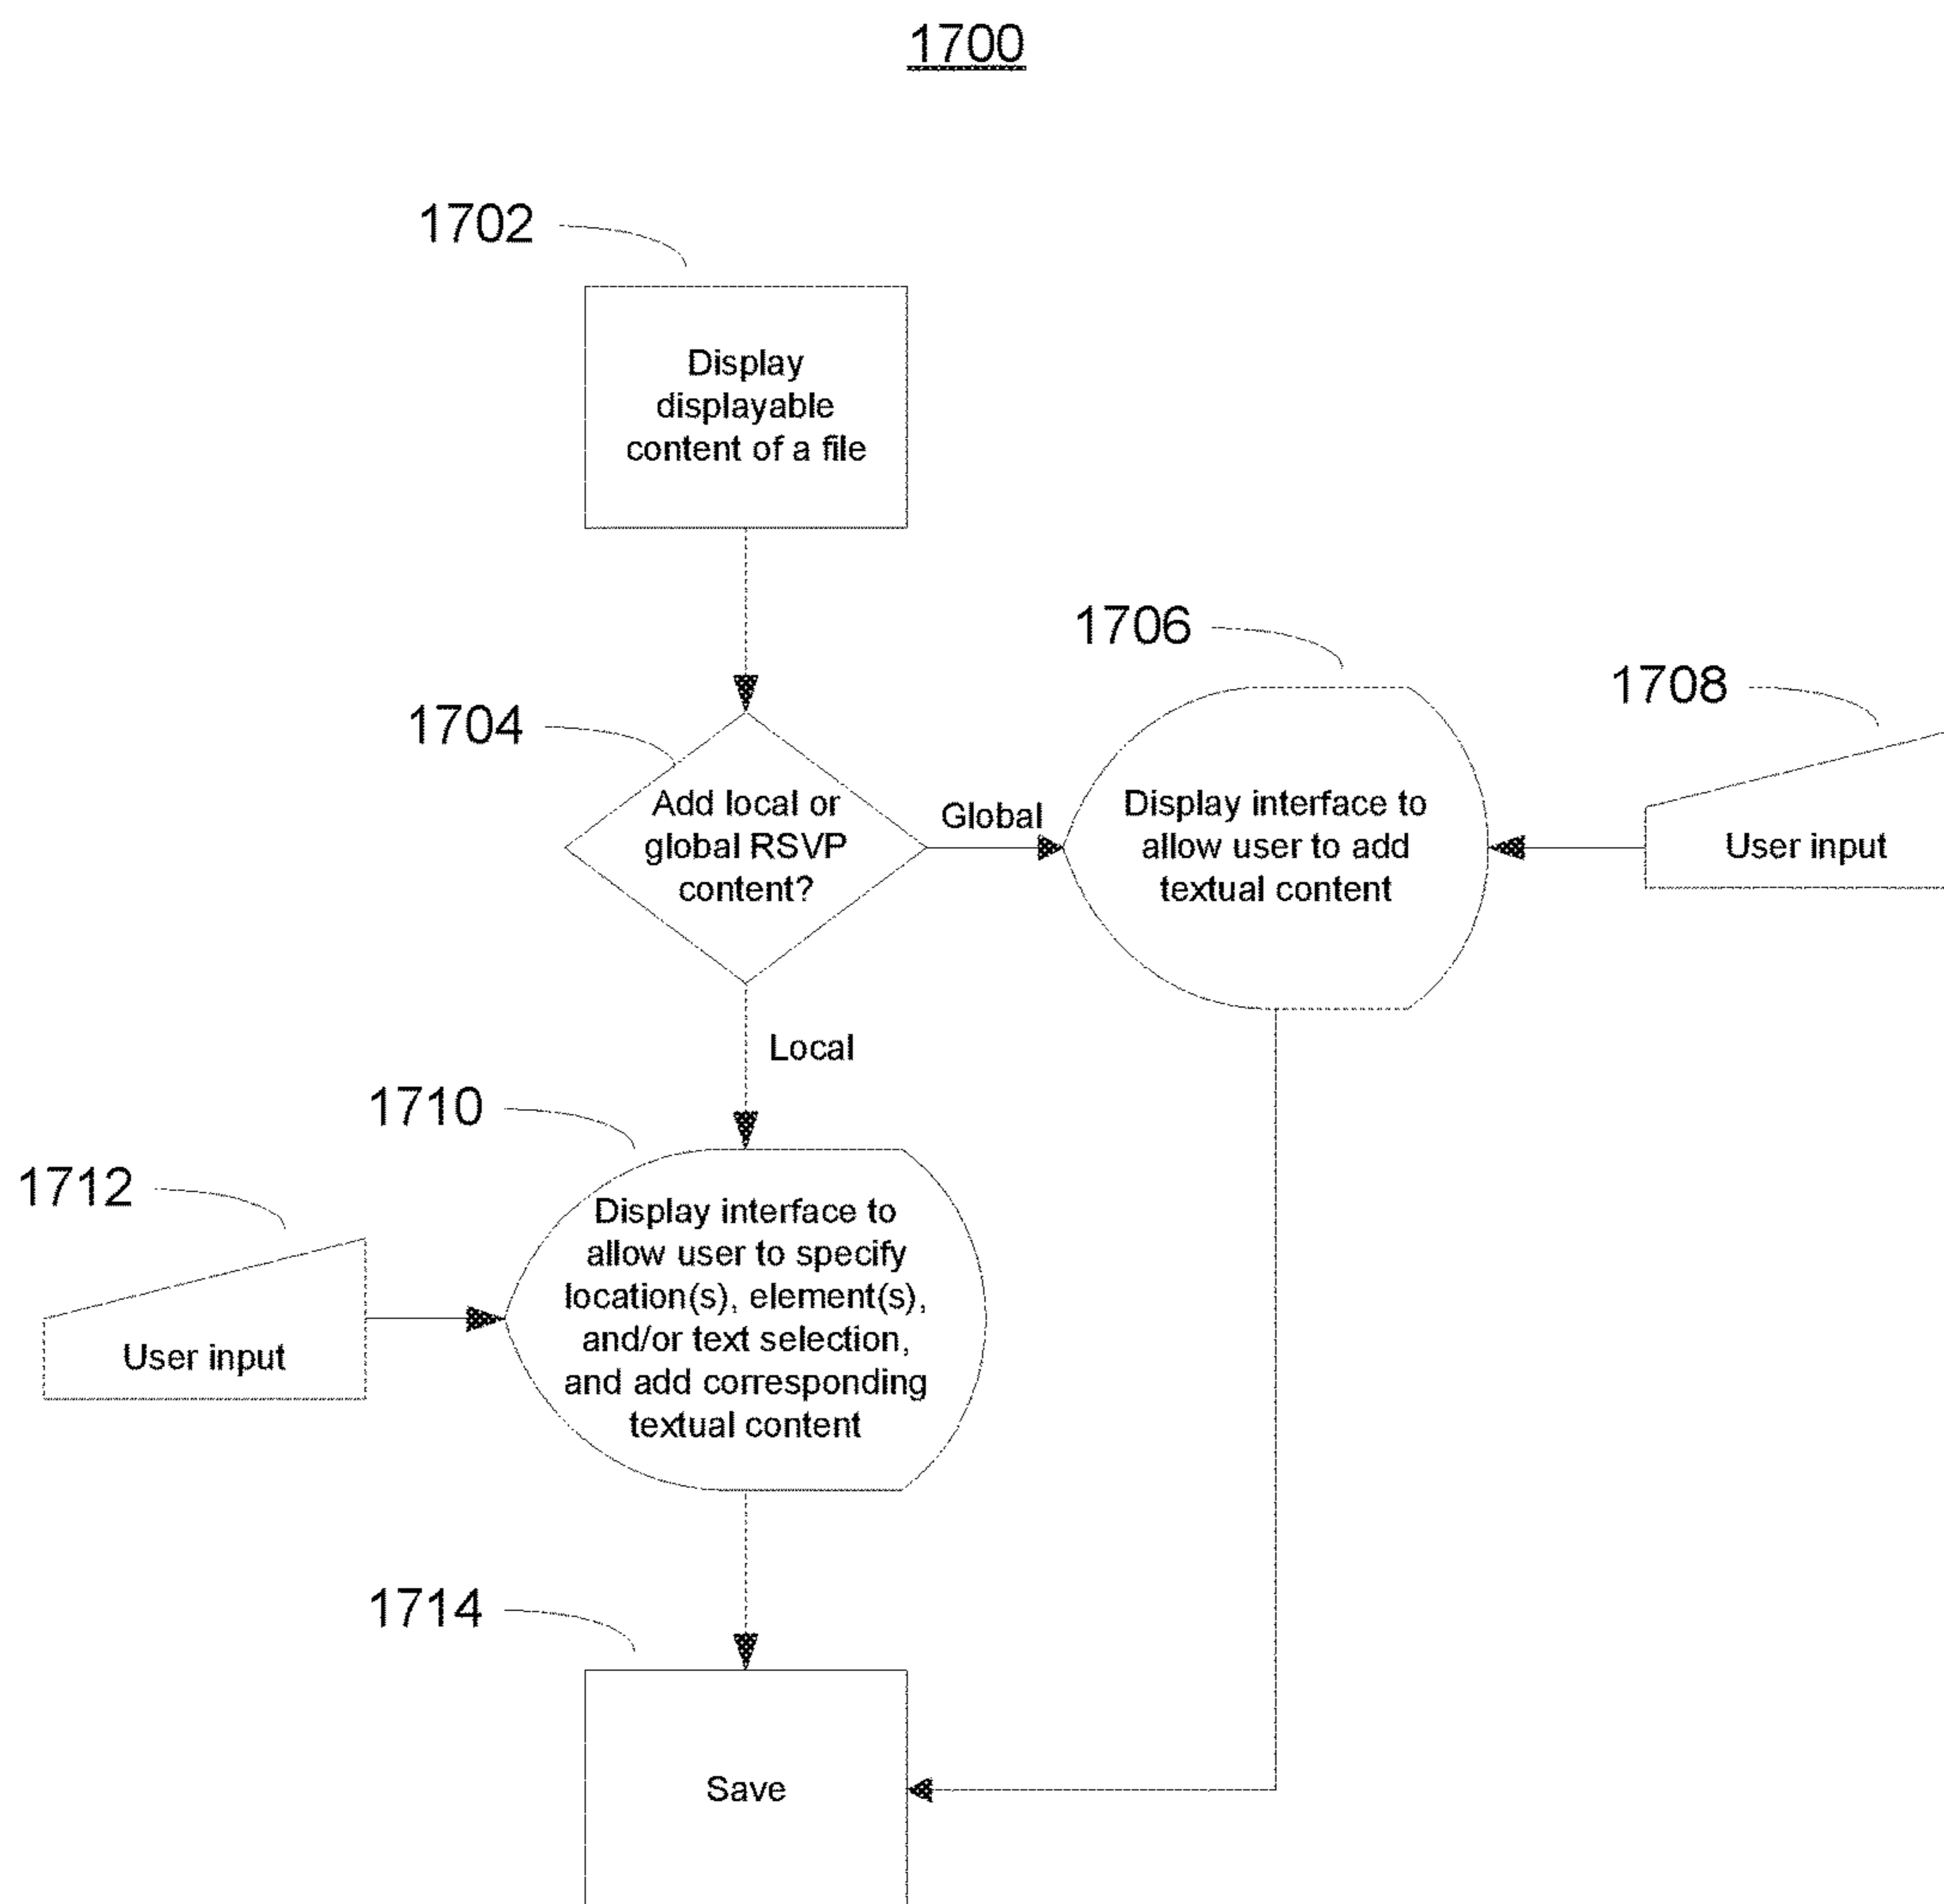 1700
1702
Display
displayable
content of a file
1704
Add local or
global RSVP
content?
Global
1706
Display interface to
allow user to add
textual content
1708
User input
Local
1710
1712
Display interface to
allow user to specify
location(s), element(s),
and/or text selection,
and add corresponding
textual content
User input
1714
Save